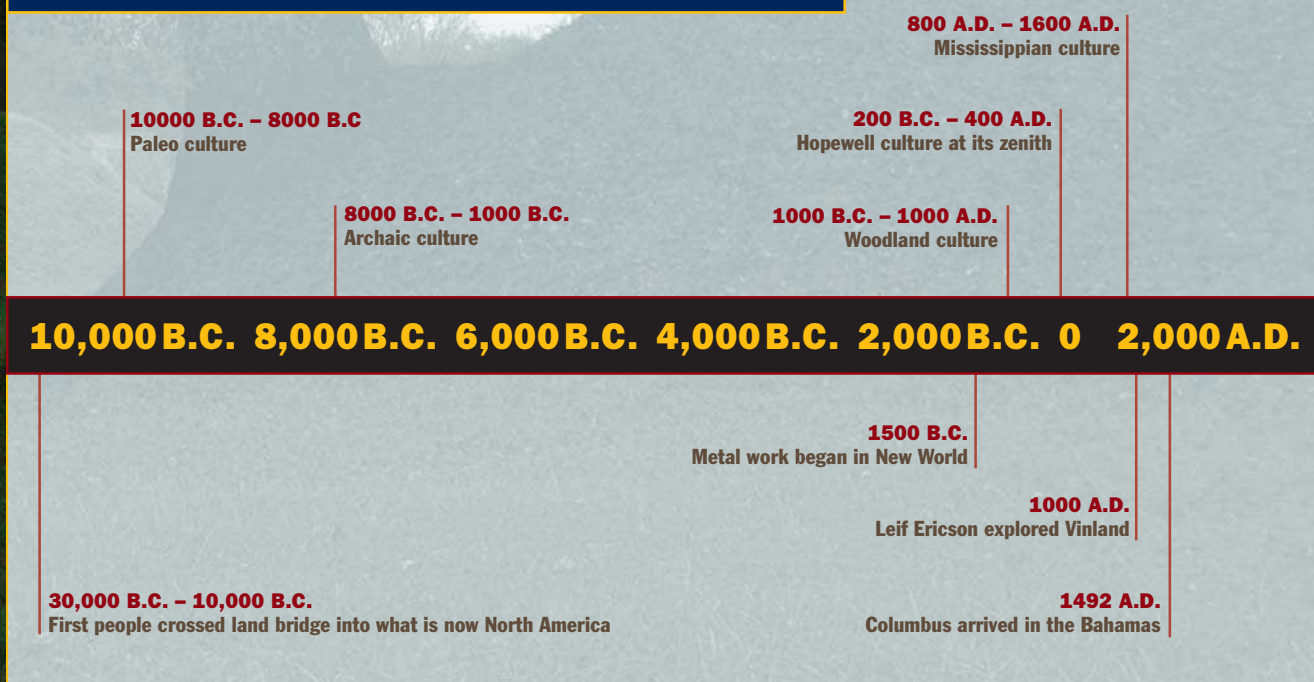 800 A.D. – 1600 A.D.
Mississippian culture
10000 B.C. – 8000 B.C
Paleo culture
200 B.C. – 400 A.D.
Hopewell culture at its zenith
8000 B.C. – 1000 B.C.
Archaic culture
1000 B.C. – 1000 A.D.
Woodland culture
10,000 B.C. 8,000 B.C. 6,000 B.C. 4,000 B.C. 2,000 B.C. 0 2,000 A.D.
1500 B.C.
Metal work began in New World
1000 A.D.
Leif Ericson explored Vinland
30,000 B.C. – 10,000 B.C.
First people crossed land bridge into what is now North America
1492 A.D.
Columbus arrived in the Bahamas